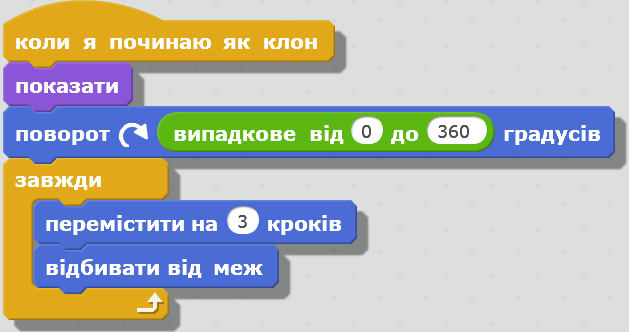 коли я починаю як клон
показати
поворот випадкове від 0 до 360 градусів
завжди
перемістити на 3 кроків
відбивати від меж